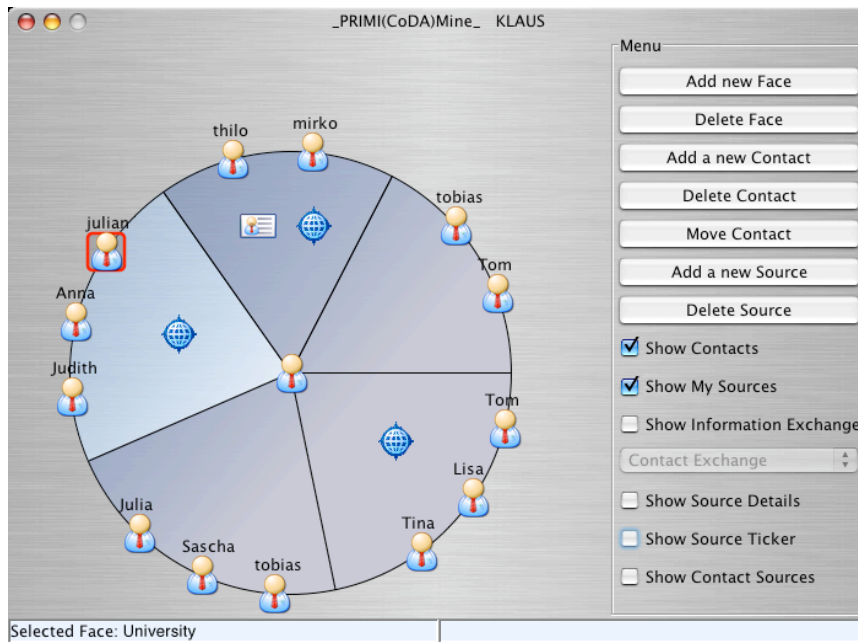 _PRIMI(CoDA)Mine_ KLAUS
Menu
Add new Face
Delete Face
Add a new Contact
Delete Contact
Move Contact
Add a new Source
Delete Source
Show Contacts
Show My Sources
Show Information Exchange
Contact Exchange
Show Source Details
Show Source Ticker
Show Contact Sources
thilo
mirko
tobias
julian
Tom
Anna
Judith
Tom
Lisa
Julia
Tina
Sascha
tobias
Selected Face: University